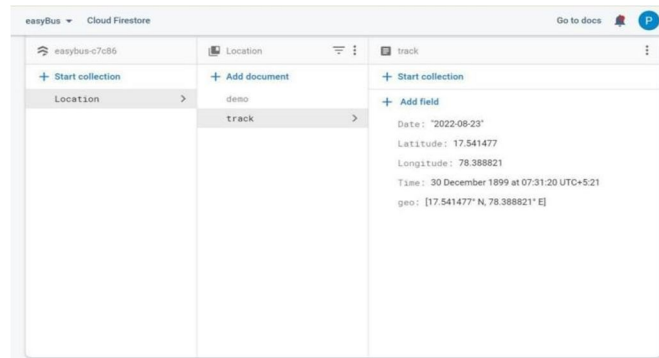 easyBus Cloud Firestore Go to docs P
easybus-c7c86 Location track
+ Start collection + Add document + Start collection
Location demo + Add field
track
Date: "2022-08-23"
Latitude: 17.541477
Longitude: 78.388821
Time: 30 December 1899 at 07:31:20 UTC+5:21
geo: [17.541477° N, 78.388821° E]